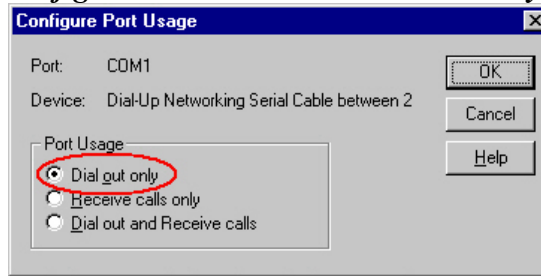 Configure Port Usage
Port: COM1
OK
Device: Dial-Up Networking Serial Cable between 2
Cancel
Port Usage
Help
Dial out only
Receive calls only
Dial out and Receive calls